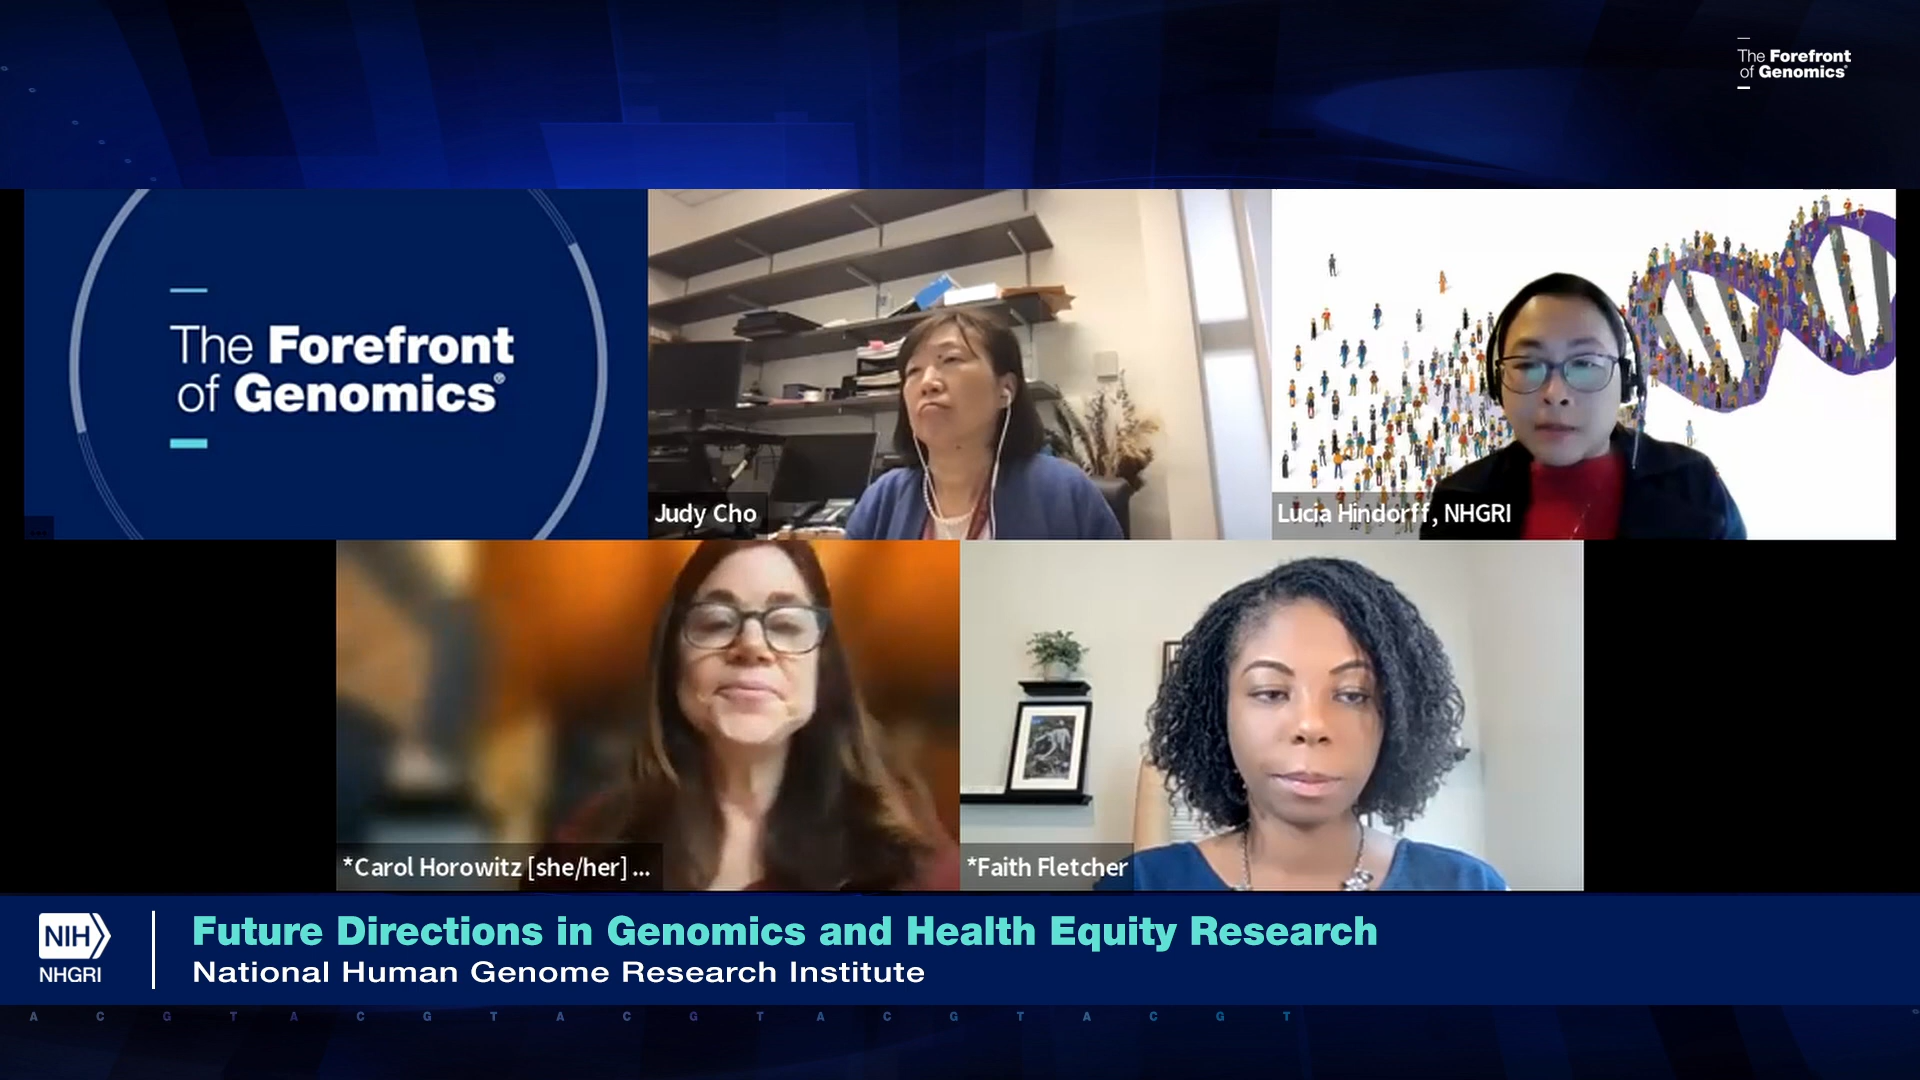 The Forefront
of Genomics®
The Forefront
of Genomics®
Judy Cho
Lucia Hindorff, NHGRI
*Carol Horowitz [she/her] ...
*Faith Fletcher
NIH
NHGRI
Future Directions in Genomics and Health Equity Research
National Human Genome Research Institute
A C G T A C G T A C G T A C G T A C G T